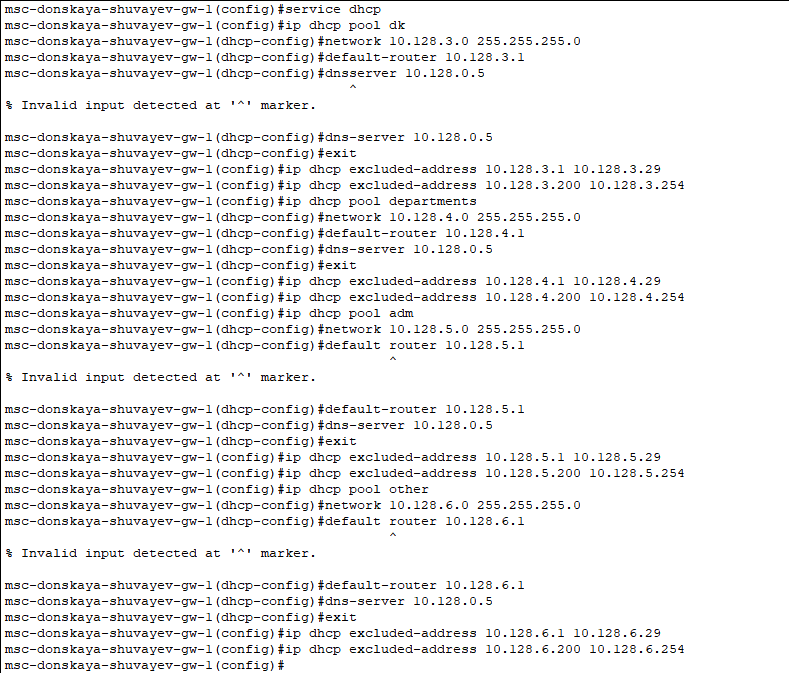 msc-donskaya-shuvayev-gw-1(config)#service dhcp
msc-donskaya-shuvayev-gw-1(config)#ip dhcp pool dk
msc-donskaya-shuvayev-gw-1(dhcp-config)#network 10.128.3.0 255.255.255.0
msc-donskaya-shuvayev-gw-1(dhcp-config)#default-router 10.128.3.1
msc-donskaya-shuvayev-gw-1(dhcp-config)#dnsserver 10.128.0.5
^
% Invalid input detected at '^' marker.
msc-donskaya-shuvayev-gw-1(dhcp-config)#dns-server 10.128.0.5
msc-donskaya-shuvayev-gw-1(dhcp-config)#exit
msc-donskaya-shuvayev-gw-1(config)#ip dhcp excluded-address 10.128.3.1 10.128.3.29
msc-donskaya-shuvayev-gw-1(config)#ip dhcp excluded-address 10.128.3.200 10.128.3.254
msc-donskaya-shuvayev-gw-1(config)#ip dhcp pool departments
msc-donskaya-shuvayev-gw-1(dhcp-config)#network 10.128.4.0 255.255.255.0
msc-donskaya-shuvayev-gw-1(dhcp-config)#default-router 10.128.4.1
msc-donskaya-shuvayev-gw-1(dhcp-config)#dns-server 10.128.0.5
msc-donskaya-shuvayev-gw-1(dhcp-config)#exit
msc-donskaya-shuvayev-gw-1(config)#ip dhcp excluded-address 10.128.4.1 10.128.4.29
msc-donskaya-shuvayev-gw-1(config)#ip dhcp excluded-address 10.128.4.200 10.128.4.254
msc-donskaya-shuvayev-gw-1(config)#ip dhcp pool adm
msc-donskaya-shuvayev-gw-1(dhcp-config)#network 10.128.5.0 255.255.255.0
msc-donskaya-shuvayev-gw-1(dhcp-config)#default router 10.128.5.1
^
% Invalid input detected at '^' marker.
msc-donskaya-shuvayev-gw-1(dhcp-config)#default-router 10.128.5.1
msc-donskaya-shuvayev-gw-1(dhcp-config)#dns-server 10.128.0.5
msc-donskaya-shuvayev-gw-1(dhcp-config)#exit
msc-donskaya-shuvayev-gw-1(config)#ip dhcp excluded-address 10.128.5.1 10.128.5.29
msc-donskaya-shuvayev-gw-1(config)#ip dhcp excluded-address 10.128.5.200 10.128.5.254
msc-donskaya-shuvayev-gw-1(config)#ip dhcp pool other
msc-donskaya-shuvayev-gw-1(dhcp-config)#network 10.128.6.0 255.255.255.0
msc-donskaya-shuvayev-gw-1(dhcp-config)#default router 10.128.6.1
^
% Invalid input detected at '^' marker.
msc-donskaya-shuvayev-gw-1(dhcp-config)#default-router 10.128.6.1
msc-donskaya-shuvayev-gw-1(dhcp-config)#dns-server 10.128.0.5
msc-donskaya-shuvayev-gw-1(dhcp-config)#exit
msc-donskaya-shuvayev-gw-1(config)#ip dhcp excluded-address 10.128.6.1 10.128.6.29
msc-donskaya-shuvayev-gw-1(config)#ip dhcp excluded-address 10.128.6.200 10.128.6.254
msc-donskaya-shuvayev-gw-1(config)#